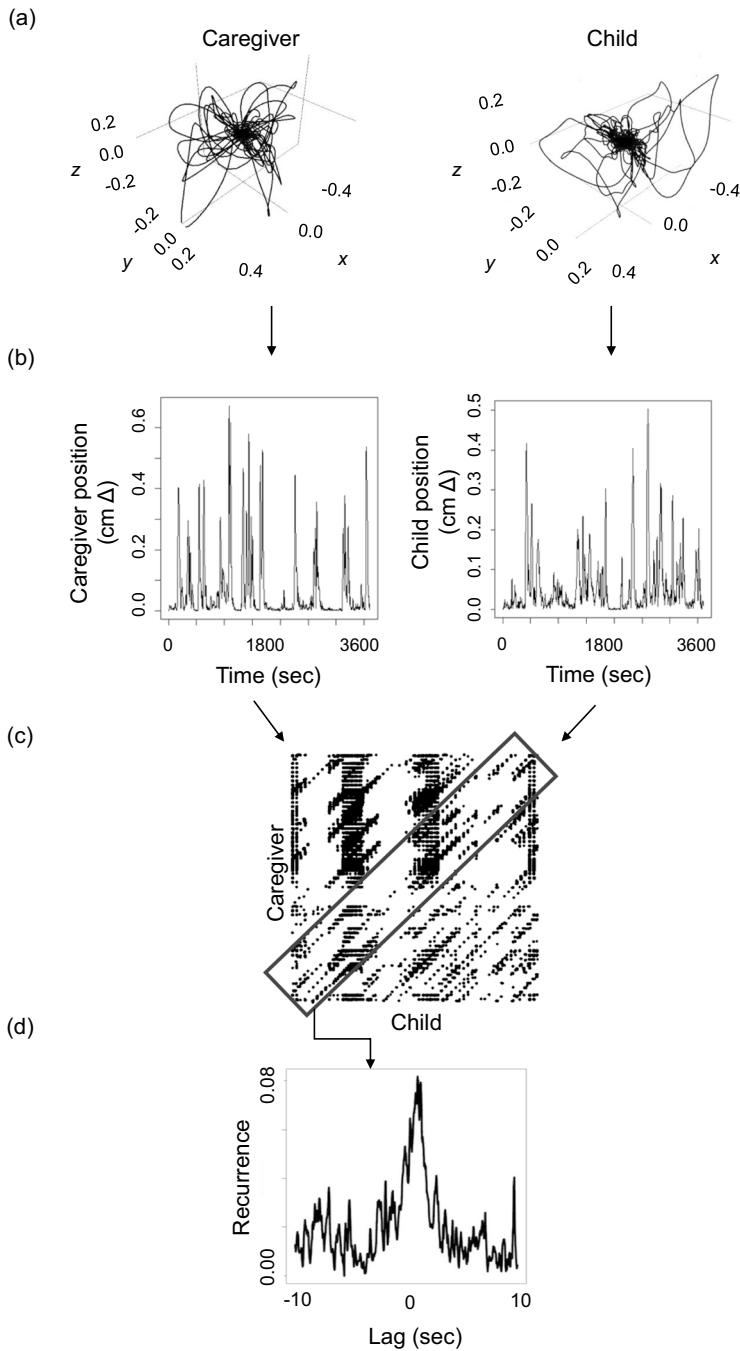 (a)
Caregiver
Child
0.2
0.0
z
-0.2
-0.2
0.0
y
0.2
0.4
0.0
x
-0.4
0.2
0.0
z
-0.2
-0.2
y
0.0
0.2
0.4
0.0
x
-0.4
(b)
Caregiver position
(cm Δ)
0.6
0.4
0.2
0.0
0
1800
3600
Time (sec)
Child position
(cm Δ)
0.5
0.4
0.3
0.2
0.1
0.0
0
1800
3600
Time (sec)
(c)
Caregiver
Child
(d)
Recurrence
0.08
0.00
-10
0
10
Lag (sec)